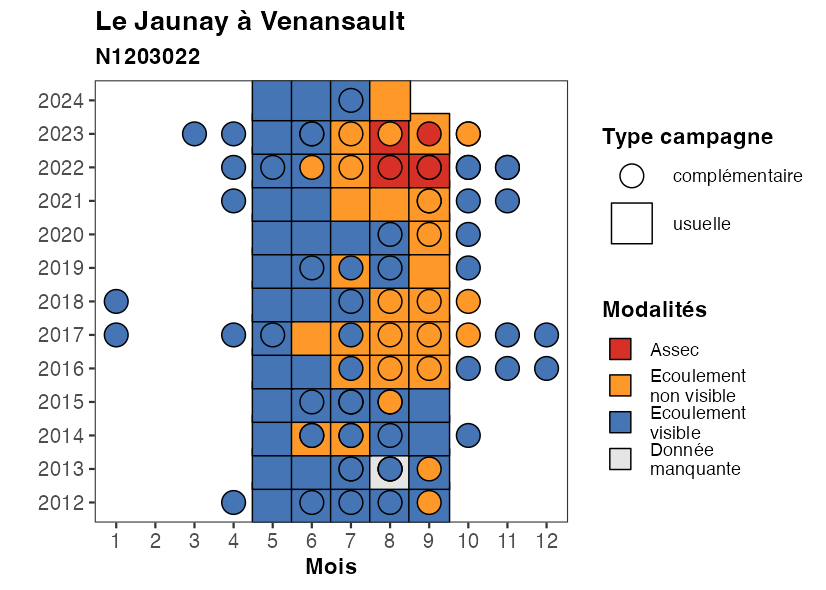 Le Jaunay à Venansault
N1203022
2024
2023
2022
2021
2020
2019
2018
2017
2016
2015
2014
2013
2012
1 2 3 4 5 6 7 8 9 10 11 12
Mois
Type campagne
complémentaire
usuelle
Modalités
Assec
Ecoulement
non visible
Ecoulement
visible
Donnée
manquante